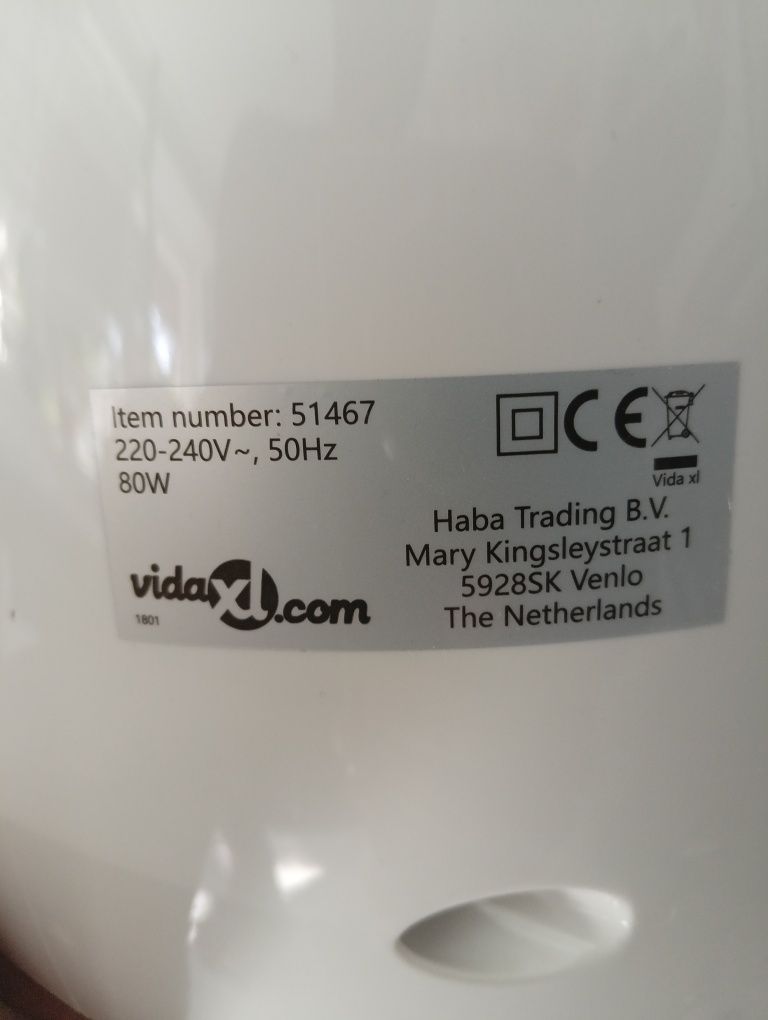 Item number: 51467
220-240V~, 50Hz
80W
vidaXL.com
1801
CE
Vida xl
Haba Trading B.V.
Mary Kingsleystraat 1
5928SK Venlo
The Netherlands